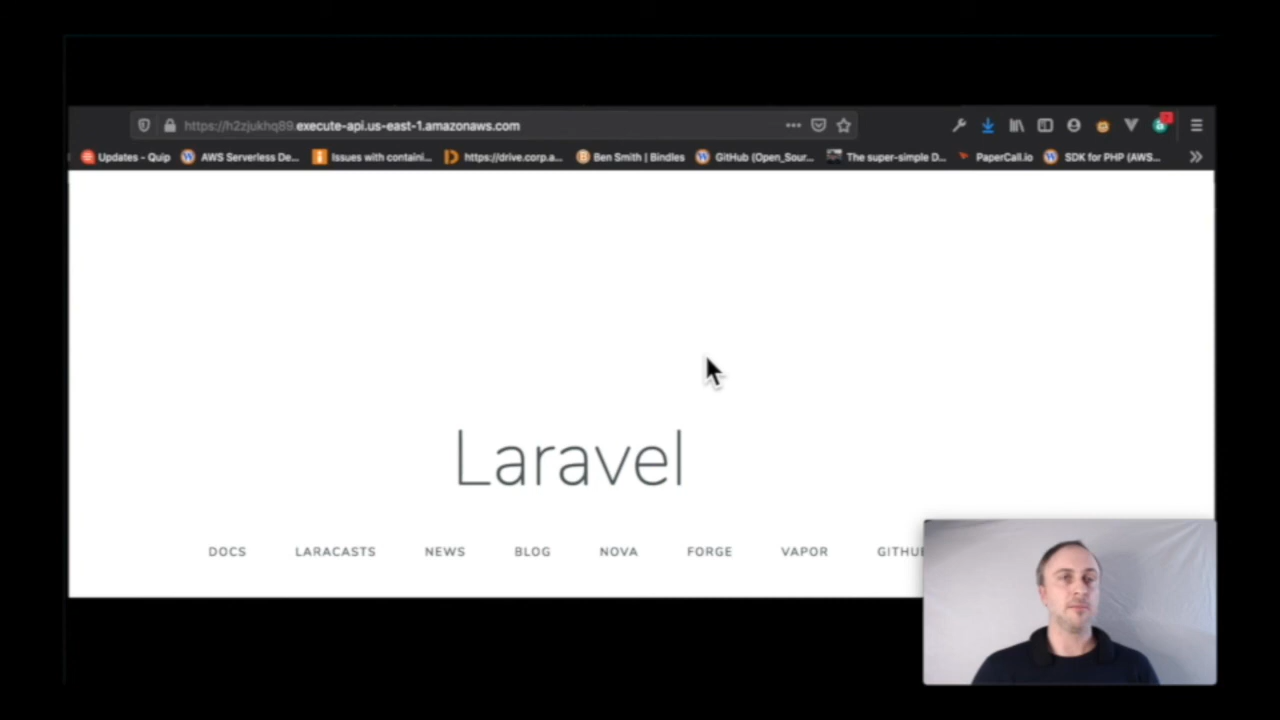 https://h2zjukhq89.execute-api.us-east-1.amazonaws.com
Updates - Quip AWS Serverless De... Issues with containi... https://drive.corp.a... Ben Smith | Bindles GitHub (Open_Sour... The super-simple D... PaperCall.io SDK for PHP (AWS...
Laravel
DOCS LARACASTS NEWS BLOG NOVA FORGE VAPOR GITHUB